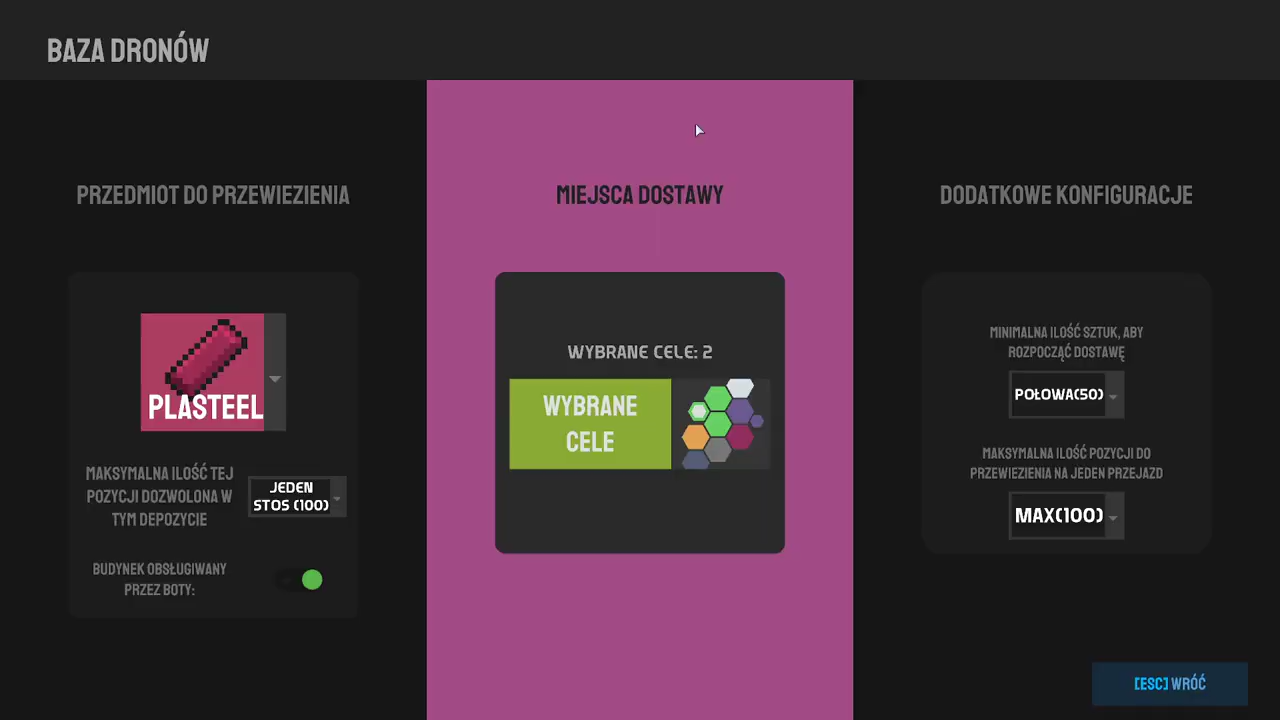 BAZA DRONÓW
PRZEDMIOT DO PRZEWIEZIENIA
PLASTEEL
MAKSYMALNA ILOŚĆ TEJ
POZYCJI DOZWOLONA W
TYM DEPOZYCIE
JEDEN
STOS (100)
BUDYNEK OBSŁUGIWANY
PRZEZ BOTY:
MIEJSCA DOSTAWY
WYBRANE CELE: 2
WYBRANE
CELE
DODATKOWE KONFIGURACJE
MINIMALNA ILOŚĆ SZTUK, ABY
ROZPOCZĄĆ DOSTAWĘ
POŁOWA(50)
MAKSYMALNA ILOŚĆ POZYCJI DO
PRZEWIEZIENIA NA JEDEN PRZEJAZD
MAX(100)
[ESC] WRÓĆ